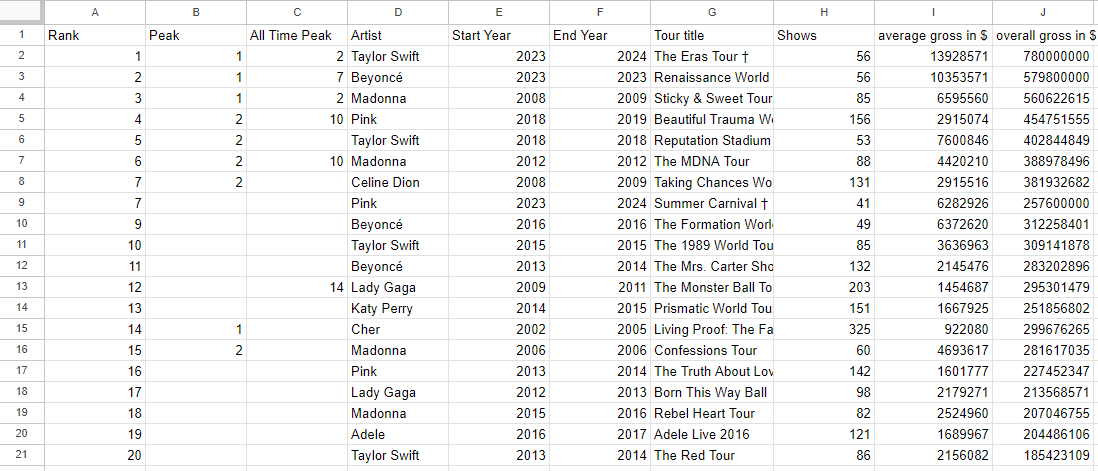 A B C D E F G H I J
1 Rank Peak All Time Peak Artist Start Year End Year Tour title Shows average gross in $ overall gross in $
2 1 1 2 Taylor Swift 2023 2024 The Eras Tour † 56 13928571 780000000
3 2 1 7 Beyoncé 2023 2023 Renaissance World 56 10353571 579800000
4 3 1 2 Madonna 2008 2009 Sticky & Sweet Tour 85 6595560 560622615
5 4 2 10 Pink 2018 2019 Beautiful Trauma Wo 156 2915074 454751555
6 5 2 Taylor Swift 2018 2018 Reputation Stadium 53 7600846 402844849
7 6 2 10 Madonna 2012 2012 The MDNA Tour 88 4420210 388978496
8 7 2 Celine Dion 2008 2009 Taking Chances Wo 131 2915516 381932682
9 7 Pink 2023 2024 Summer Carnival † 41 6282926 257600000
10 9 Beyoncé 2016 2016 The Formation Worl 49 6372620 312258401
11 10 Taylor Swift 2015 2015 The 1989 World Tou 85 3636963 309141878
12 11 Beyoncé 2013 2014 The Mrs. Carter Sho 132 2145476 283202896
13 12 14 Lady Gaga 2009 2011 The Monster Ball To 203 1454687 295301479
14 13 Katy Perry 2014 2015 Prismatic World Tou 151 1667925 251856802
15 14 1 Cher 2002 2005 Living Proof: The Fa 325 922080 299676265
16 15 2 Madonna 2006 2006 Confessions Tour 60 4693617 281617035
17 16 Pink 2013 2014 The Truth About Lov 142 1601777 227452347
18 17 Lady Gaga 2012 2013 Born This Way Ball 98 2179271 213568571
19 18 Madonna 2015 2016 Rebel Heart Tour 82 2524960 207046755
20 19 Adele 2016 2017 Adele Live 2016 121 1689967 204486106
21 20 Taylor Swift 2013 2014 The Red Tour 86 2156082 185423109